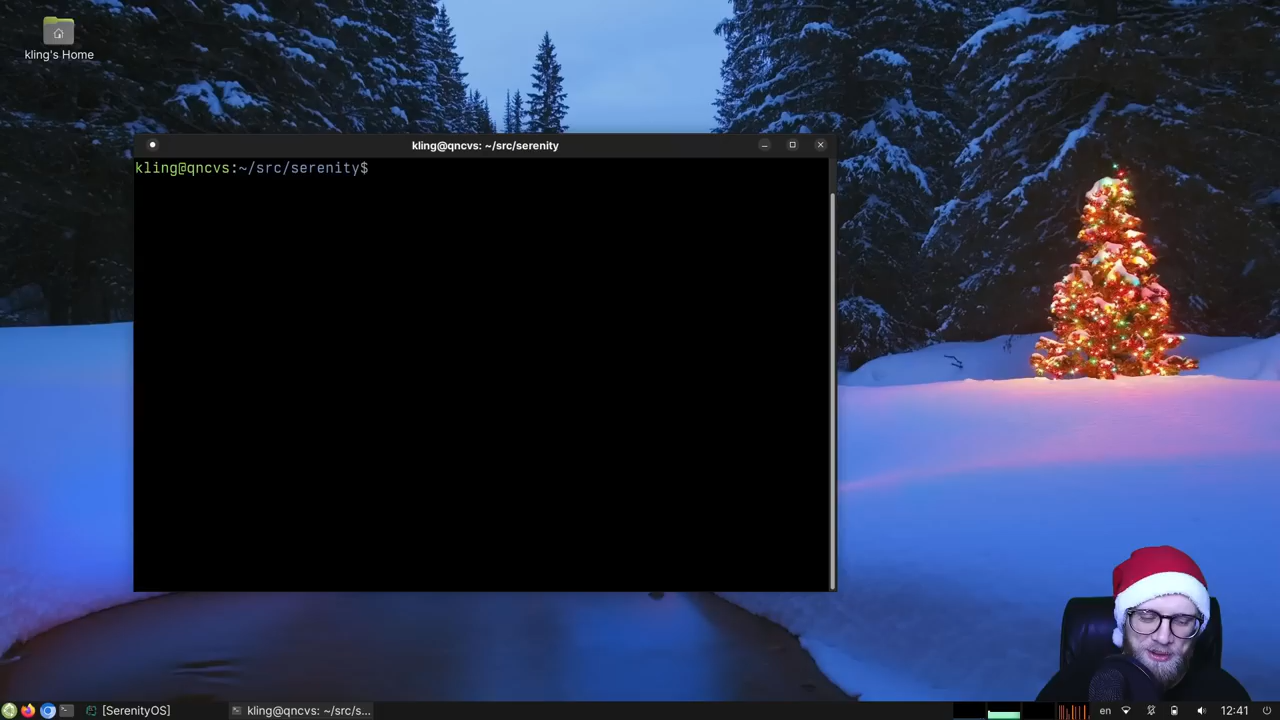 kling's Home
kling@qncvs: ~/src/serenity
kling@qncvs:~/src/serenity$
[SerenityOS]
kling@qncvs: ~/src/s...
en
12:41